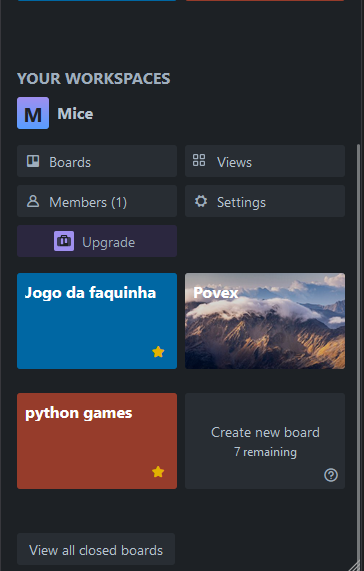 YOUR WORKSPACES
M Mice
Boards
Views
Members (1)
Settings
Upgrade
Jogo da faquinha
Povex
python games
Create new board
7 remaining
View all closed boards